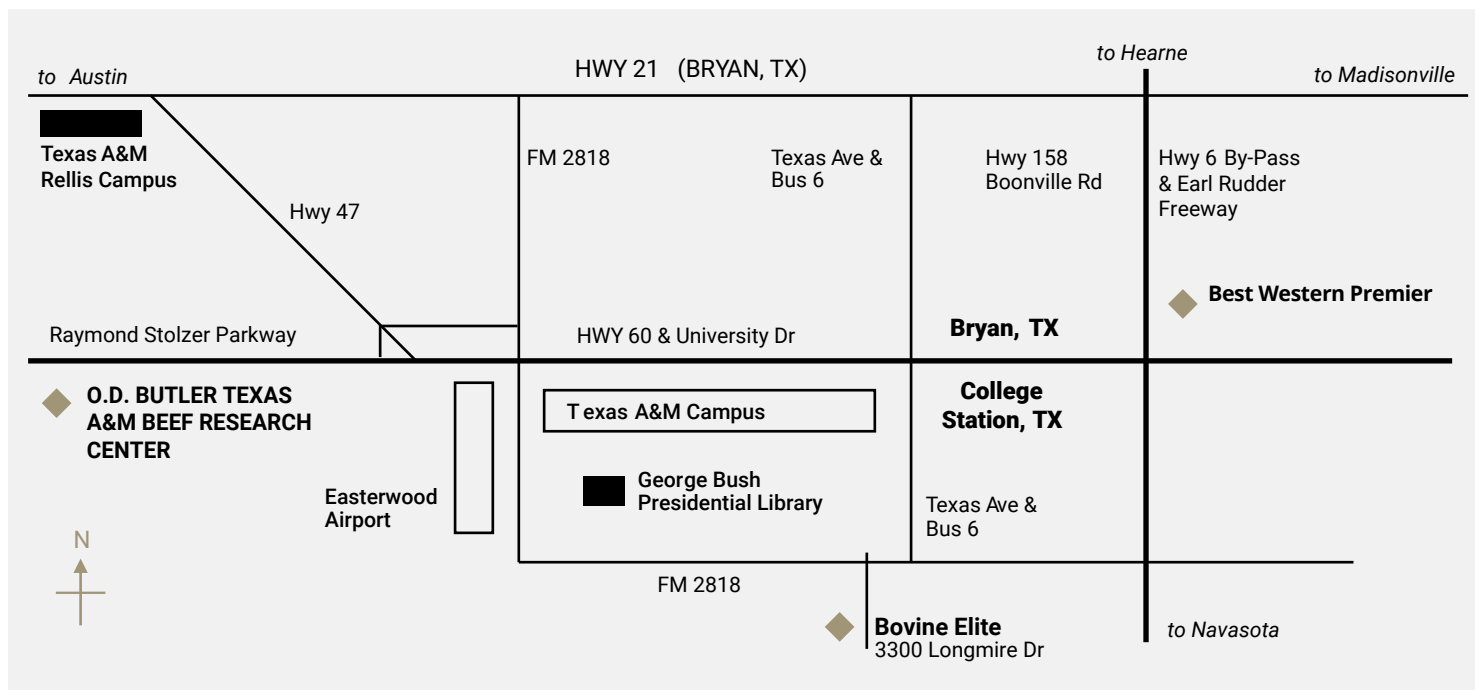 to Austin
HWY 21 (BRYAN, TX)
to Hearne
to Madisonville
Texas A&M
Rellis Campus
Hwy 47
FM 2818
Texas Ave &
Bus 6
Hwy 158
Boonville Rd
Hwy 6 By-Pass
& Earl Rudder
Freeway
Best Western Premier
Raymond Stolzer Parkway
HWY 60 & University Dr
Bryan, TX
O.D. BUTLER TEXAS
A&M BEEF RESEARCH
CENTER
Texas A&M Campus
College
Station, TX
George Bush
Presidential Library
Easterwood
Airport
Texas Ave &
Bus 6
N
FM 2818
Bovine Elite
3300 Longmire Dr
to Navasota